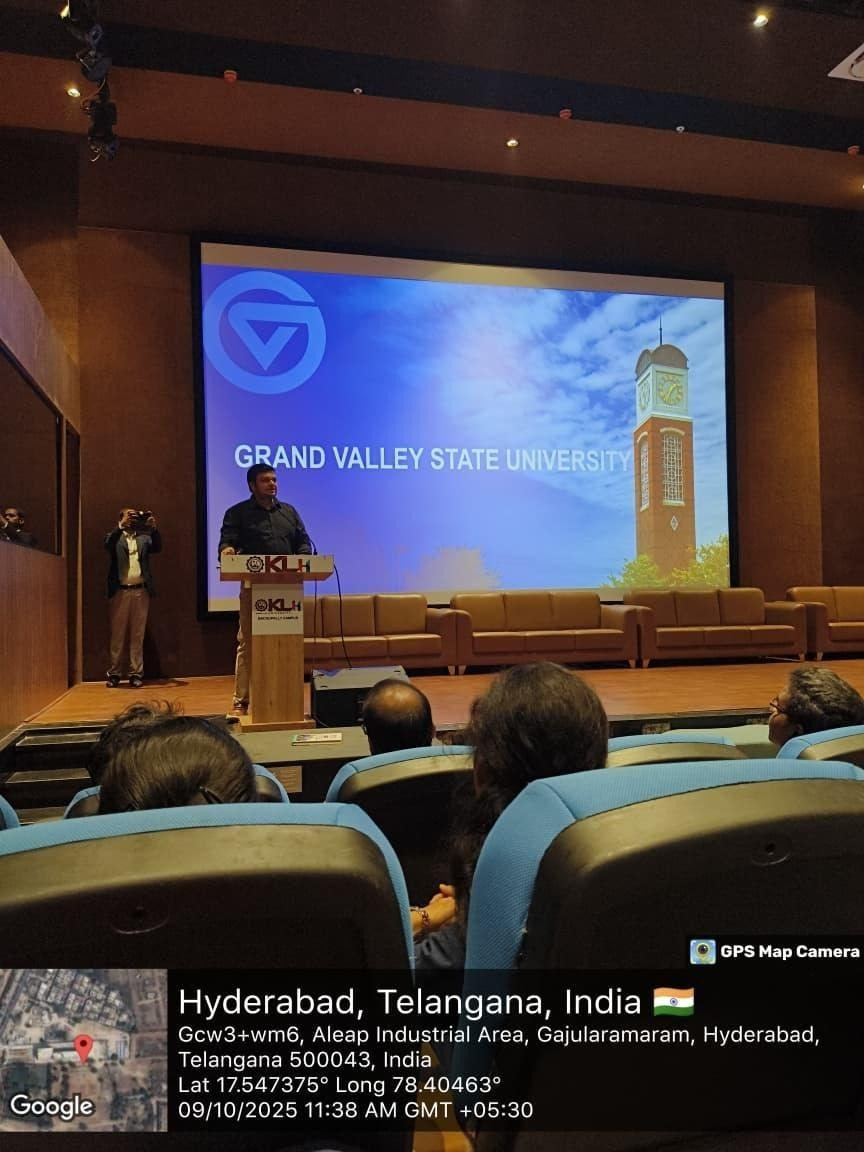 GRAND VALLEY STATE UNIVERSITY
KLH
KLH
BACHUPALLY CAMPUS
GPS Map Camera
Hyderabad, Telangana, India
Gcw3+wm6, Aleap Industrial Area, Gajularamaram, Hyderabad,
Telangana 500043, India
Lat 17.547375° Long 78.40463°
09/10/2025 11:38 AM GMT +05:30
Google